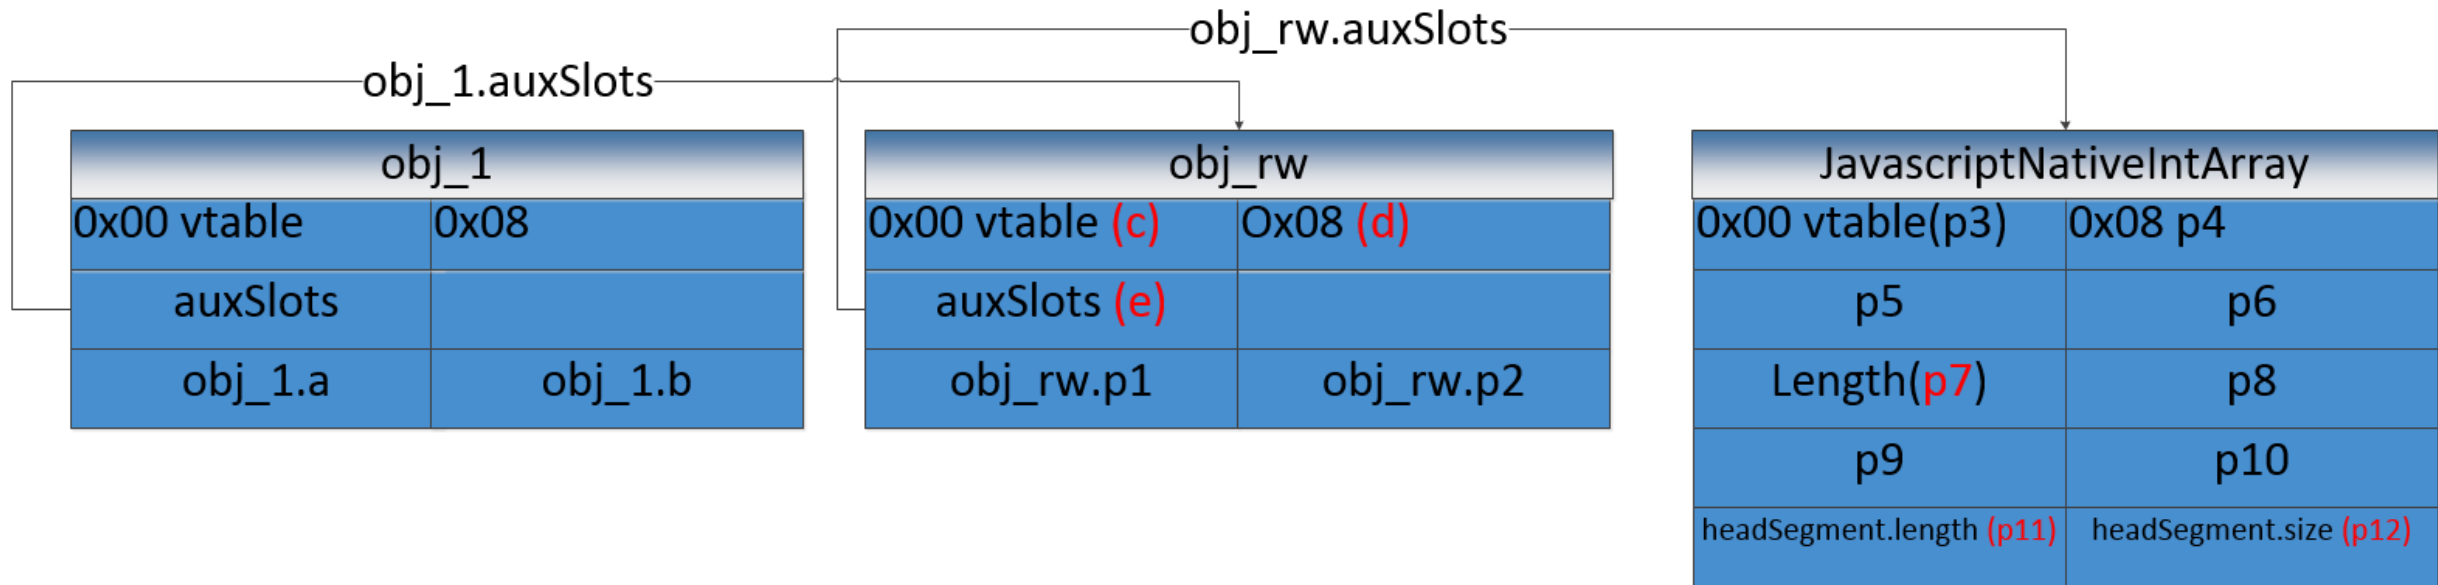 obj_rw.auxSlots
obj_1.auxSlots
obj_1
0x00 vtable
0x08
auxSlots
obj_1.a
obj_1.b
obj_rw
0x00 vtable (c)
Ox08 (d)
auxSlots (e)
obj_rw.p1
obj_rw.p2
JavascriptNativeIntArray
0x00 vtable(p3)
0x08 p4
p5
p6
Length(p7)
p8
p9
p10
headSegment.length (p11)
headSegment.size (p12)